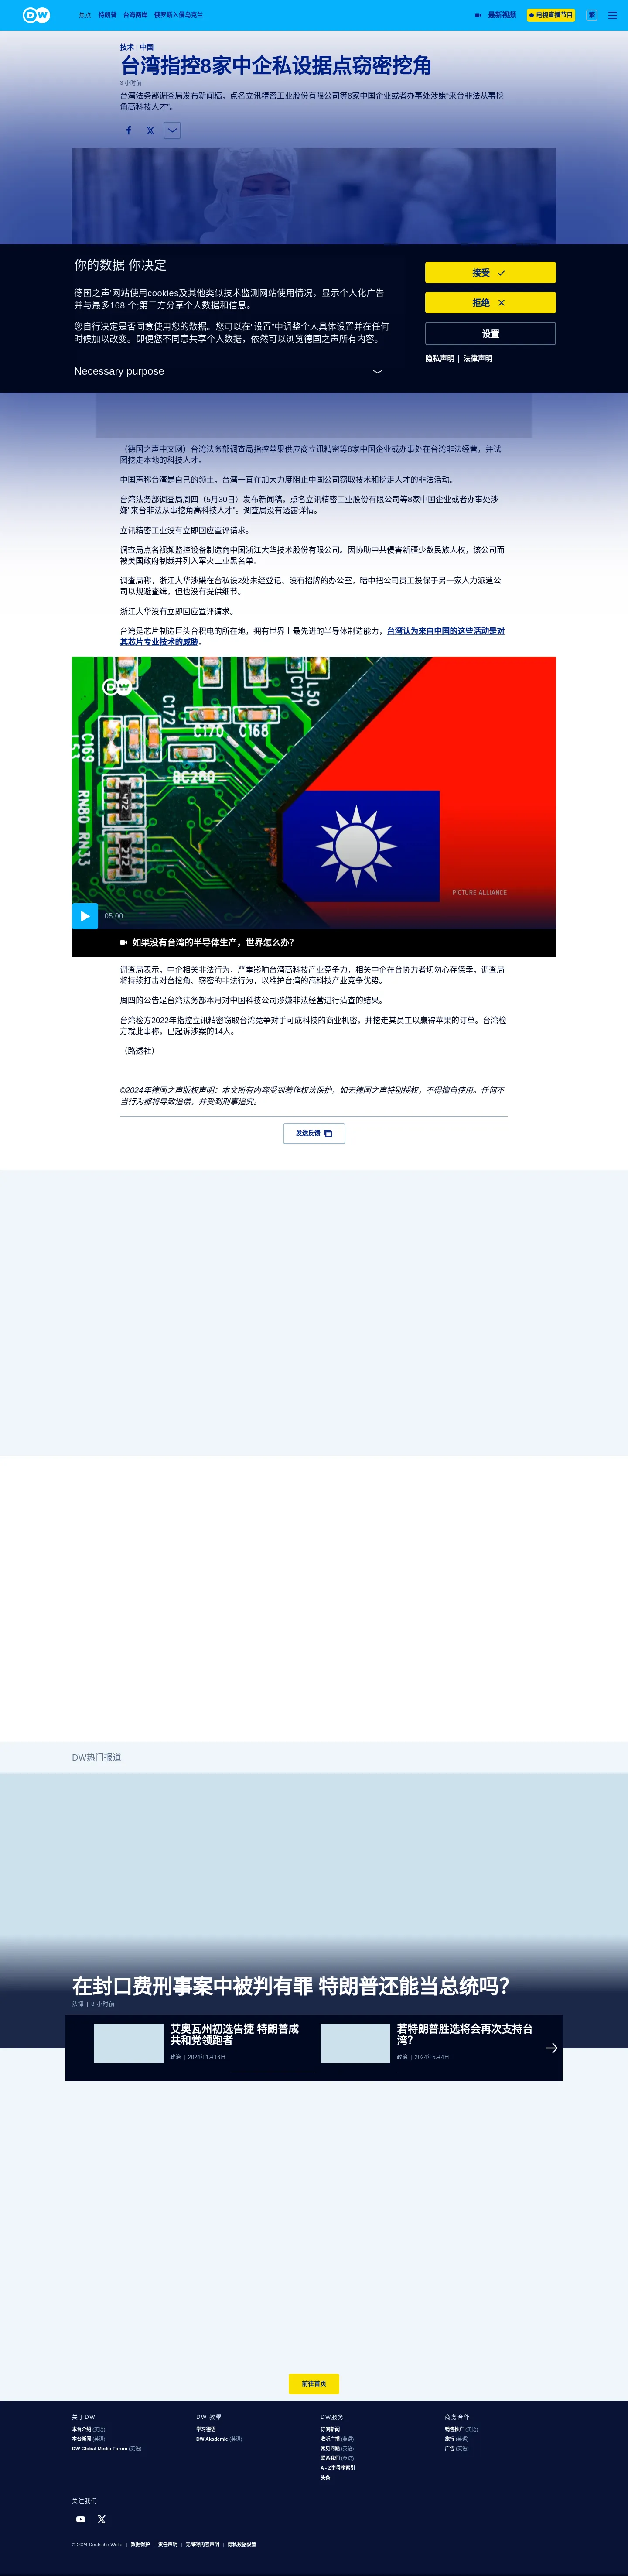 DW
焦点 特朗普 台海两岸 俄罗斯入侵乌克兰
最新视频 电视直播节目 繁
技术 | 中国
台湾指控8家中企私设据点窃密挖角
3 小时前
台湾法务部调查局发布新闻稿，点名立讯精密工业股份有限公司等8家中国企业或者办事处涉嫌"来台非法从事挖
角高科技人才"。
你的数据 你决定
德国之声'网站使用cookies及其他类似技术监测网站使用情况，显示个人化广告
并与最多168 个;第三方分享个人数据和信息。
您自行决定是否同意使用您的数据。您可以在"设置"中调整个人具体设置并在任何
时候加以改变。即便您不同意共享个人数据，依然可以浏览德国之声所有内容。
Necessary purpose
接受
拒绝
设置
隐私声明 | 法律声明
（德国之声中文网）台湾法务部调查局指控苹果供应商立讯精密等8家中国企业或办事处在台湾非法经营，并试
图挖走本地的科技人才。
中国声称台湾是自己的领土，台湾一直在加大力度阻止中国公司窃取技术和挖走人才的非法活动。
台湾法务部调查局周四（5月30日）发布新闻稿，点名立讯精密工业股份有限公司等8家中国企业或者办事处涉
嫌"来台非法从事挖角高科技人才"。调查局没有透露详情。
立讯精密工业没有立即回应置评请求。
调查局点名视频监控设备制造商中国浙江大华技术股份有限公司。因协助中共侵害新疆少数民族人权，该公司而
被美国政府制裁并列入军火工业黑名单。
调查局称，浙江大华涉嫌在台私设2处未经登记、没有招牌的办公室，暗中把公司员工投保于另一家人力派遣公
司以规避查缉，但也没有提供细节。
浙江大华没有立即回应置评请求。
台湾是芯片制造巨头台积电的所在地，拥有世界上最先进的半导体制造能力，台湾认为来自中国的这些活动是对
其芯片专业技术的威胁。
DW
L50
C172
C170
C168
C169
BC280
RN80
RN33
272
272
PICTURE ALLIANCE
05:00
如果没有台湾的半导体生产，世界怎么办？
调查局表示，中企相关非法行为，严重影响台湾高科技产业竞争力，相关中企在台协力者切勿心存侥幸，调查局
将持续打击对台挖角、窃密的非法行为，以维护台湾的高科技产业竞争优势。
周四的公告是台湾法务部本月对中国科技公司涉嫌非法经营进行清查的结果。
台湾检方2022年指控立讯精密窃取台湾竞争对手可成科技的商业机密，并挖走其员工以赢得苹果的订单。台湾检
方就此事称，已起诉涉案的14人。
（路透社）
©2024年德国之声版权声明：本文所有内容受到著作权法保护，如无德国之声特别授权，不得擅自使用。任何不
当行为都将导致追偿，并受到刑事追究。
发送反馈
DW热门报道
在封口费刑事案中被判有罪 特朗普还能当总统吗？
法律 | 3 小时前
艾奥瓦州初选告捷 特朗普成
共和党领跑者
政治 | 2024年1月16日
若特朗普胜选将会再次支持台
湾？
政治 | 2024年5月4日
前往首页
关于DW
本台介绍 (英语)
本台新闻 (英语)
DW Global Media Forum (英语)
DW 教学
学习德语
DW Akademie (英语)
DW服务
订阅新闻
收听广播 (英语)
常见问题 (英语)
联系我们 (英语)
A - Z字母序索引
头条
商务合作
销售推广 (英语)
旅行 (英语)
广告 (英语)
关注我们
© 2024 Deutsche Welle | 数据保护 | 责任声明 | 无障碍内容声明 | 隐私数据设置